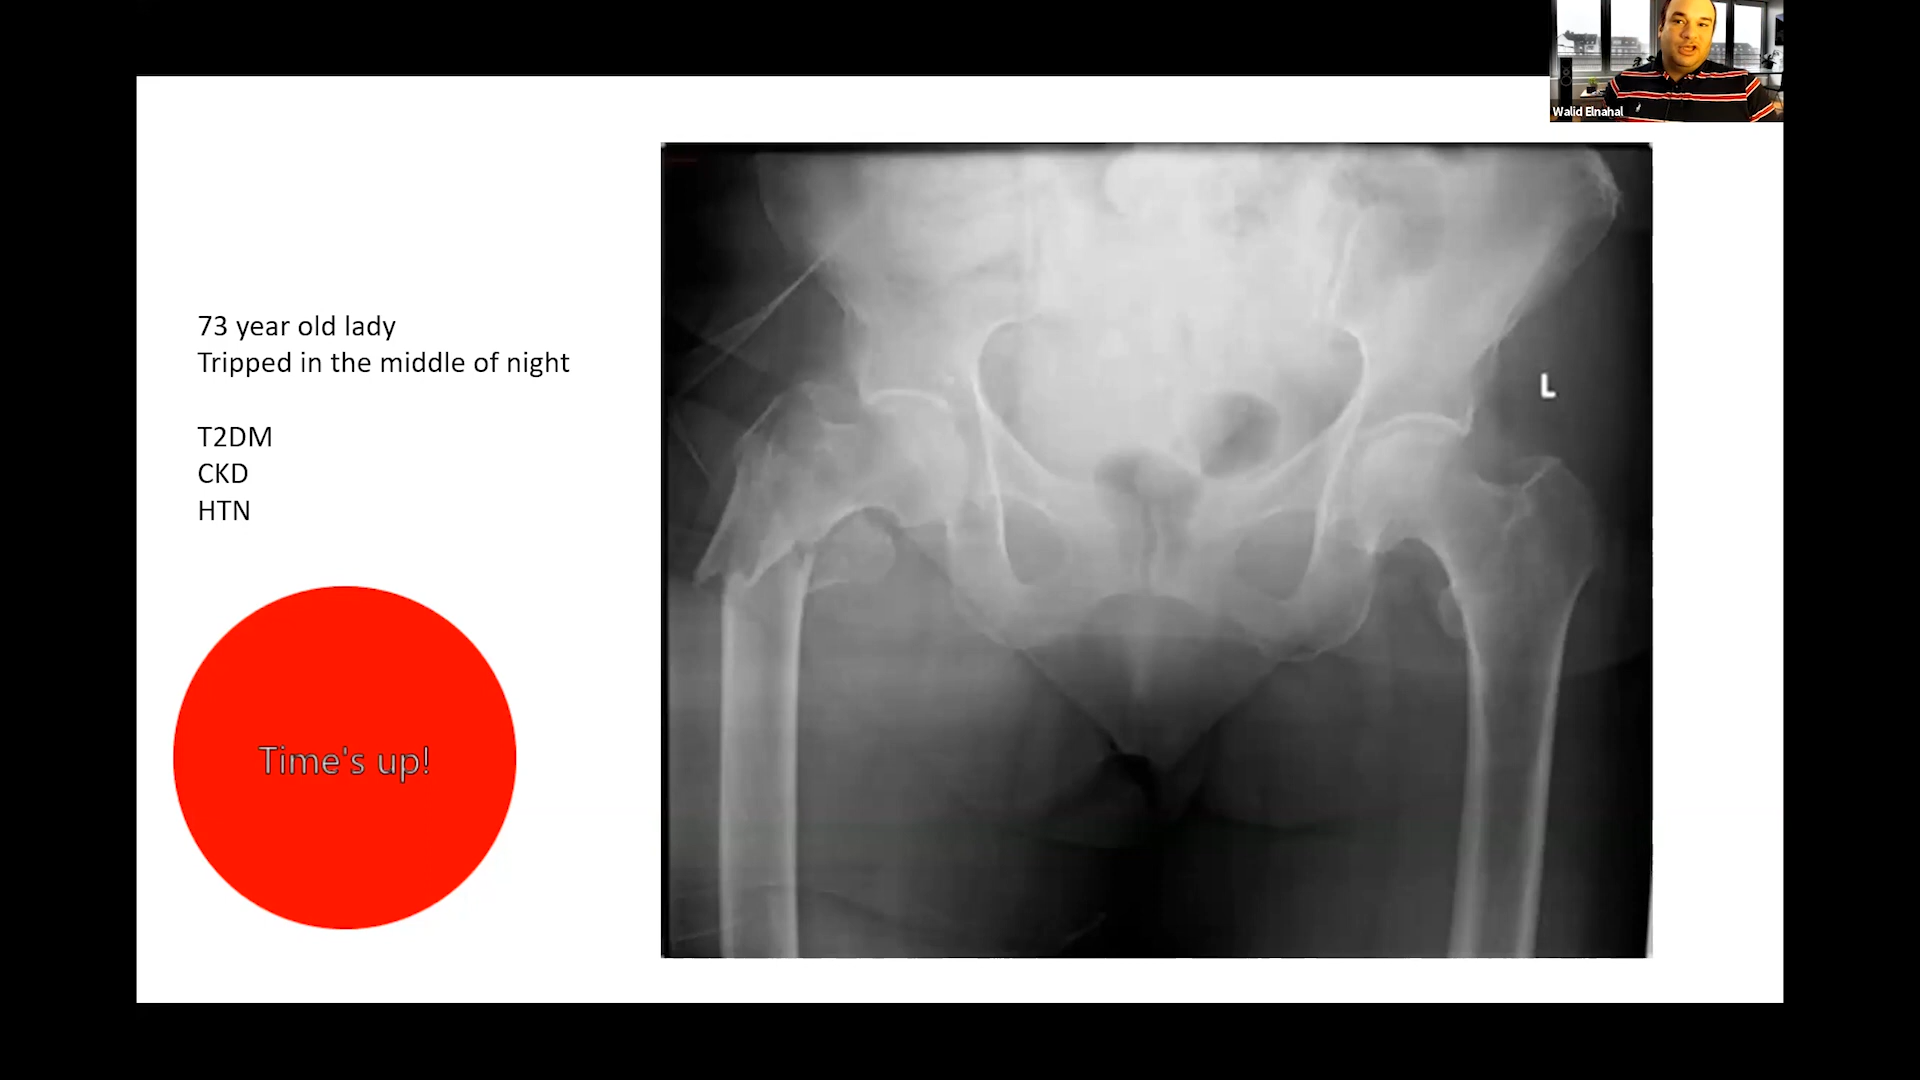 Walid Elnahal
73 year old lady
Tripped in the middle of night
T2DM
CKD
HTN
L
Time's up!